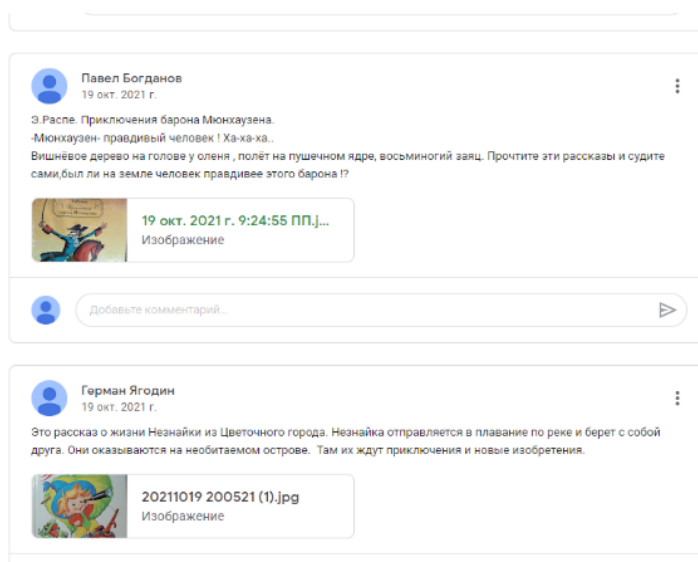 Павел Богданов
19 окт. 2021 г.
Э.Распе. Приключения барона Мюнхаузена.
-Мюнхаузен- правдивый человек ! Ха-ха-ха..
Вишнёвое дерево на голове у оленя , полёт на пушечном ядре, восьминогий заяц. Прочтите эти рассказы и судите
сами,был ли на земле человек правдивее этого барона !?
19 окт. 2021 г. 9:24:55 ПП.j...
Изображение
Добавьте комментарий...
Герман Ягодин
19 окт. 2021 г.
Это рассказ о жизни Незнайки из Цветочного города. Незнайка отправляется в плавание по реке и берет с собой
друга. Они оказываются на необитаемом острове. Там их ждут приключения и новые изобретения.
20211019 200521 (1).jpg
Изображение